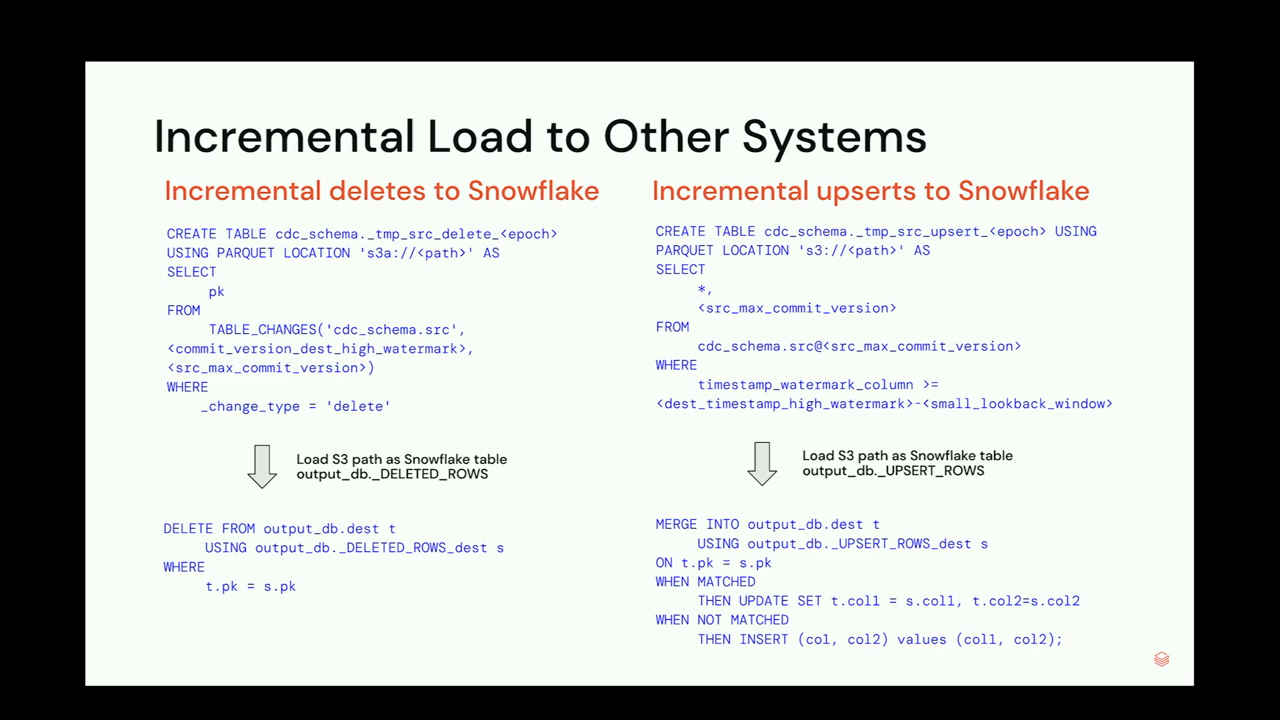 Incremental Load to Other Systems
Incremental deletes to Snowflake
CREATE TABLE cdc_schema._tmp_src_delete_<epoch>
USING PARQUET LOCATION 's3a://<path>' AS
SELECT
pk
FROM
TABLE_CHANGES('cdc_schema.src',
<commit_version_dest_high_watermark>,
<src_max_commit_version>)
WHERE
_change_type = 'delete'
Load S3 path as Snowflake table
output_db._DELETED_ROWS
DELETE FROM output_db.dest t
USING output_db._DELETED_ROWS_dest s
WHERE
t.pk = s.pk
Incremental upserts to Snowflake
CREATE TABLE cdc_schema._tmp_src_upsert_<epoch> USING
PARQUET LOCATION 's3://<path>' AS
SELECT
*,
<src_max_commit_version>
FROM
cdc_schema.src@<src_max_commit_version>
WHERE
timestamp_watermark_column >=
<dest_timestamp_high_watermark>-<small_lookback_window>
Load S3 path as Snowflake table
output_db._UPSERT_ROWS
MERGE INTO output_db.dest t
USING output_db._UPSERT_ROWS_dest s
ON t.pk = s.pk
WHEN MATCHED
THEN UPDATE SET t.col1 = s.col1, t.col2=s.col2
WHEN NOT MATCHED
THEN INSERT (col, col2) values (col1, col2);